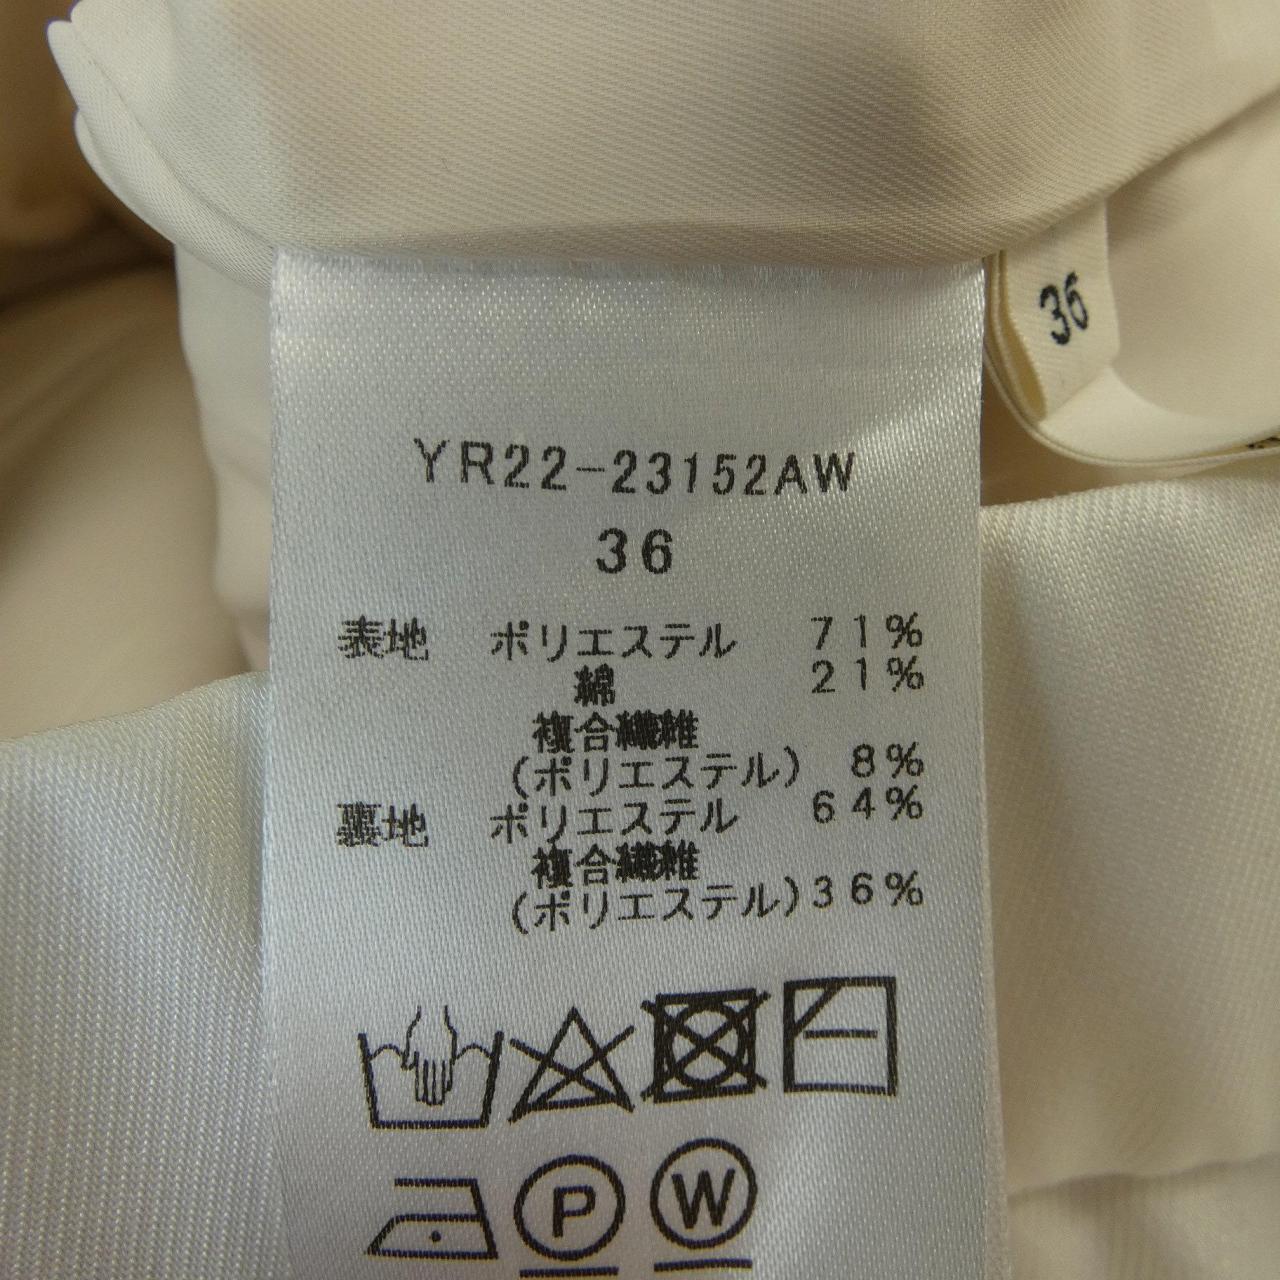 36
YR22-23152AW
36
表地 ポリエステル 71%
綿 21%
複合繊維
(ポリエステル) 8%
裏地 ポリエステル 64%
複合繊維
(ポリエステル) 36%
P W